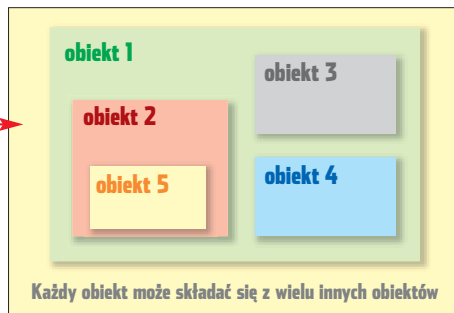 obiekt 1
obiekt 3
obiekt 2
obiekt 5
obiekt 4
Każdy obiekt może składać się z wielu innych obiektów